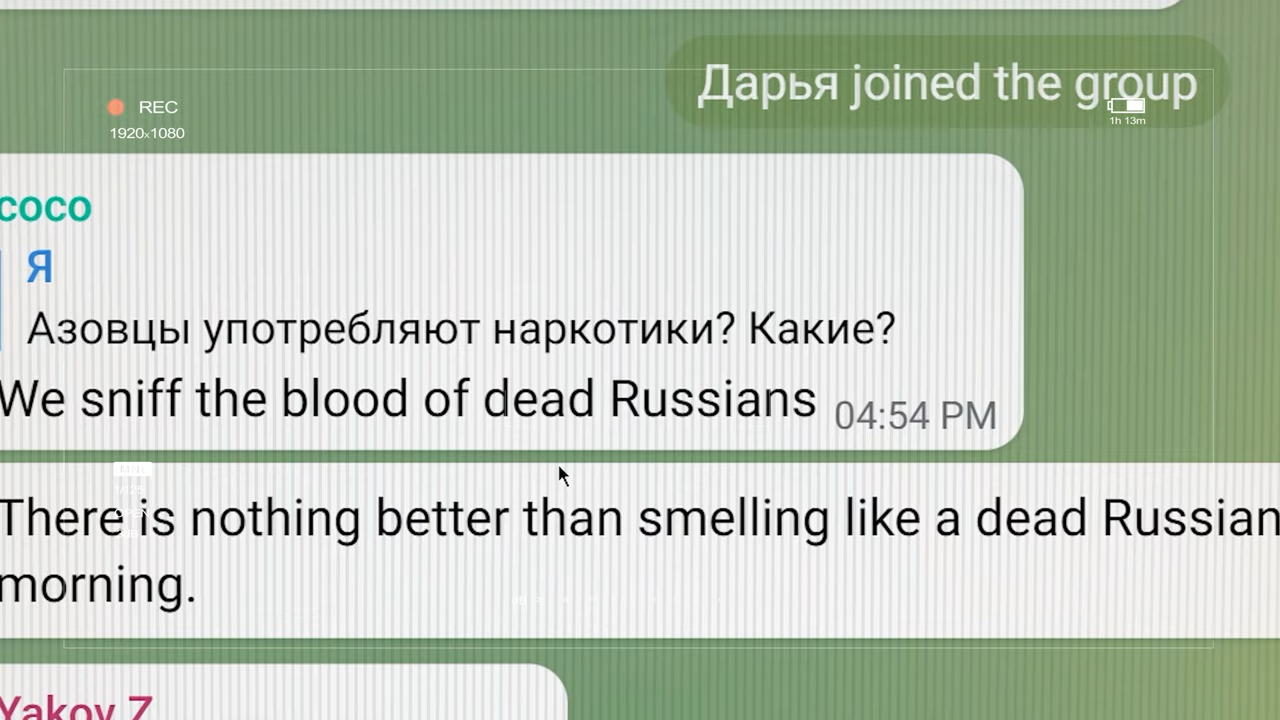 Дарья joined the group
REC
1920x1080
1h 13m
coco
Я
Азовцы употребляют наркотики? Какие?
We sniff the blood of dead Russians 04:54 PM
There is nothing better than smelling like a dead Russian
morning.
Yakov Z